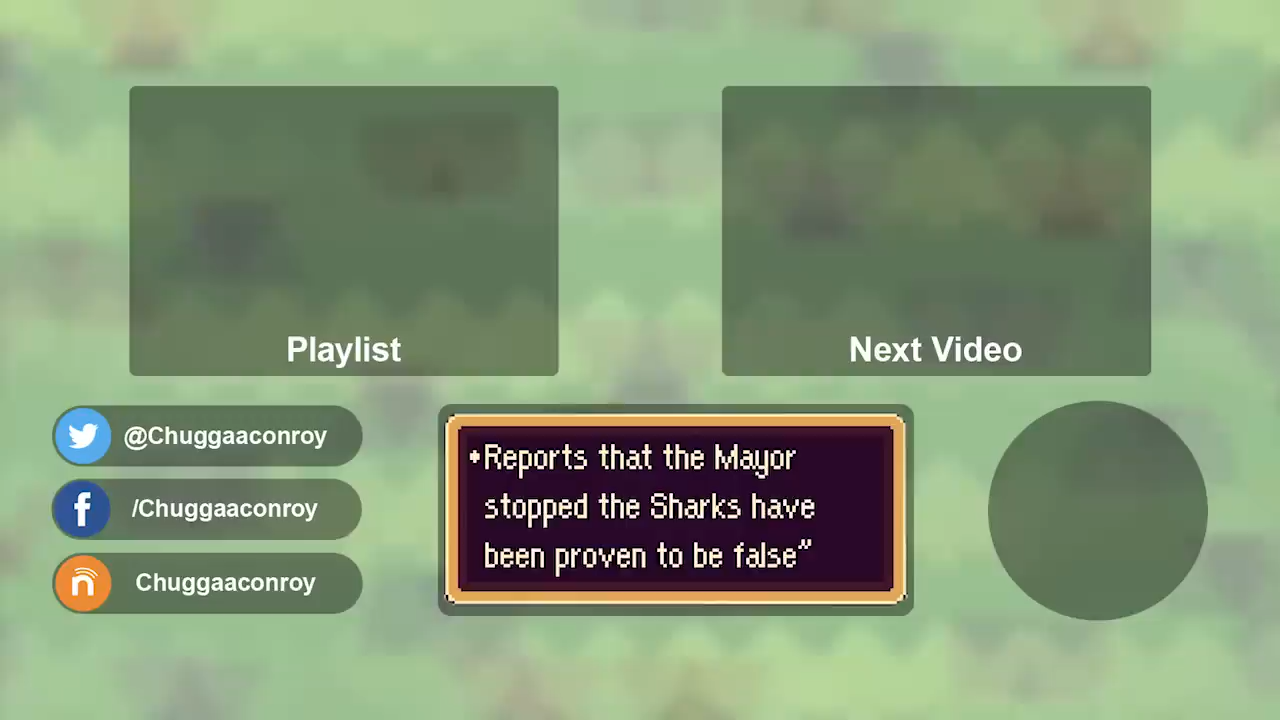 Playlist
Next Video
@Chuggaaconroy
/Chuggaaconroy
Chuggaaconroy
•Reports that the Mayor
stopped the Sharks have
been proven to be false”